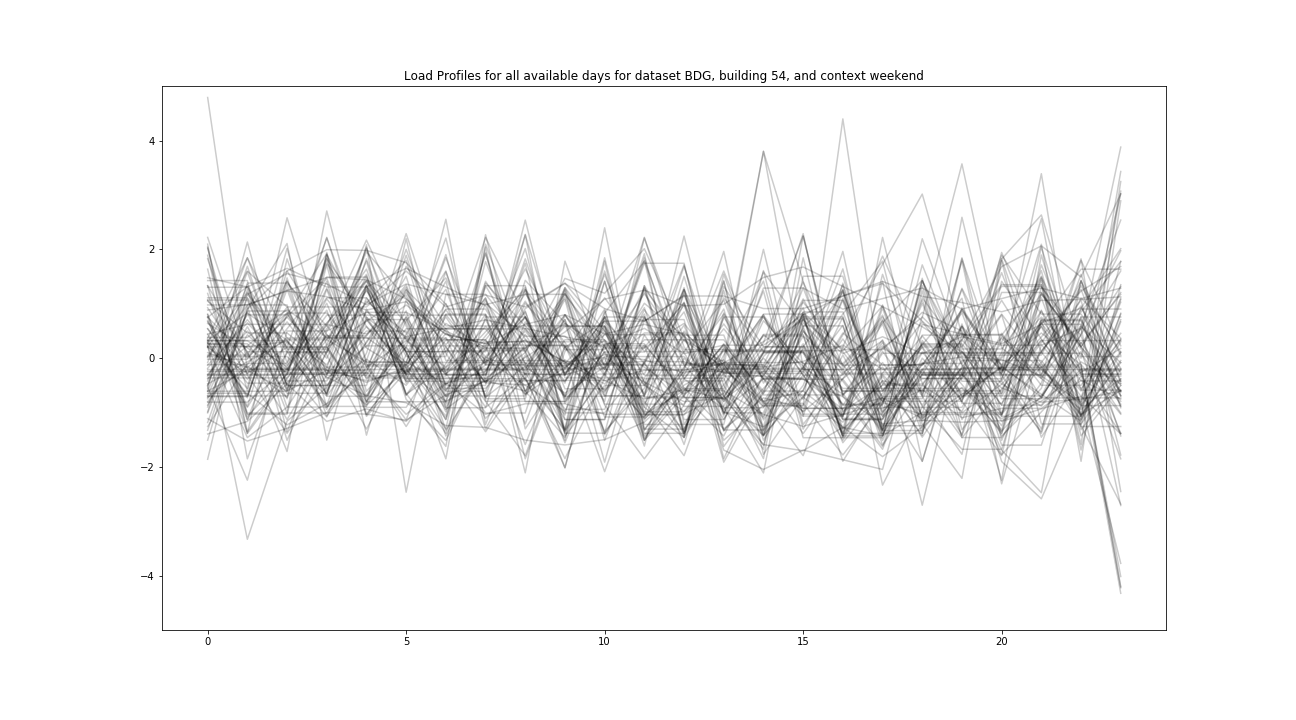 Load Profiles for all available days for dataset BDG, building 54, and context weekend
4
2
0
−2
−4
0 5 10 15 20